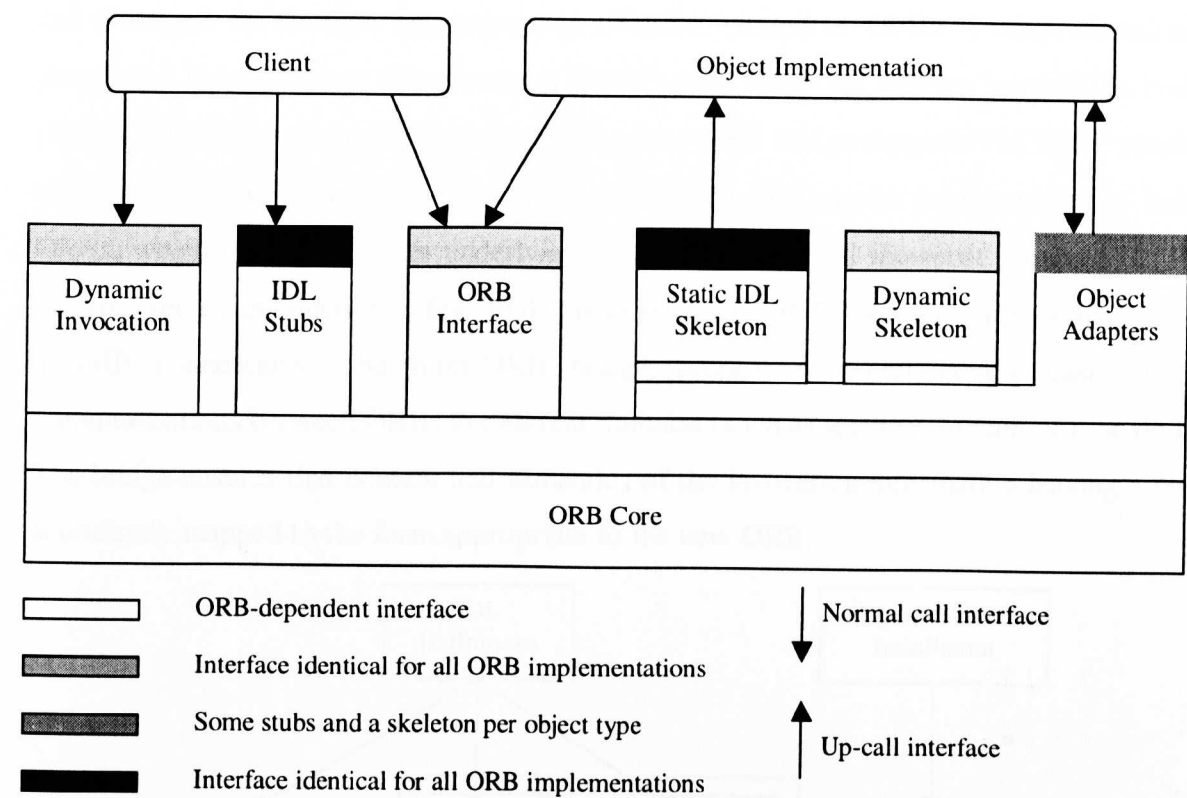 Client
Object Implementation
Dynamic
Invocation
IDL
Stubs
ORB
Interface
Static IDL
Skeleton
Dynamic
Skeleton
Object
Adapters
ORB Core
ORB-dependent interface
Interface identical for all ORB implementations
Some stubs and a skeleton per object type
Interface identical for all ORB implementations
Normal call interface
Up-call interface